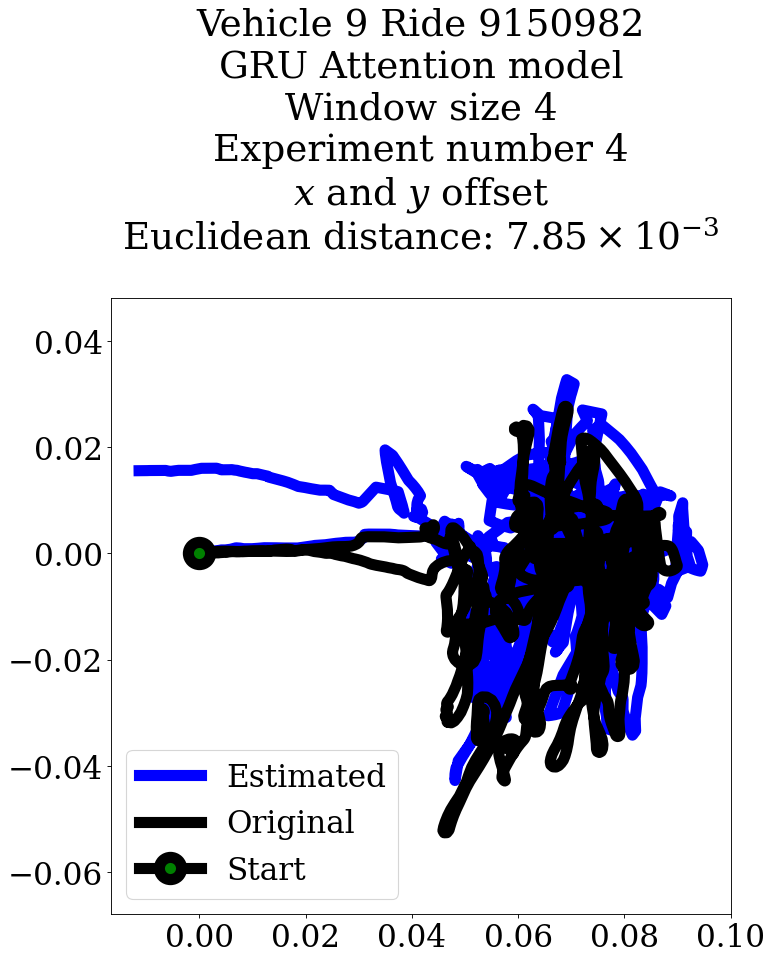 Vehicle 9 Ride 9150982
GRU Attention model
Window size 4
Experiment number 4
x and y offset
Euclidean distance: 7.85 × 10⁻³
0.04
0.02
0.00
−0.02
−0.04
−0.06
Estimated
Original
Start
0.00 0.02 0.04 0.06 0.08 0.10